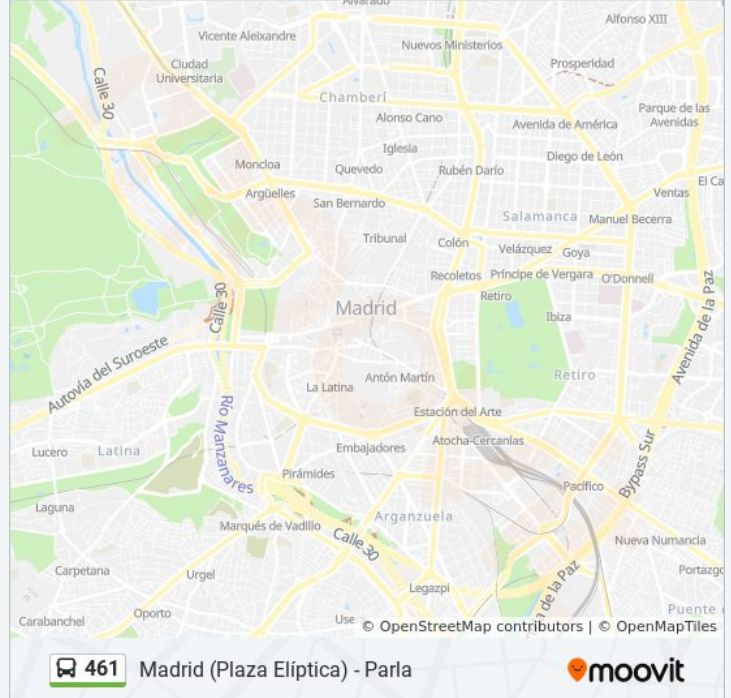 Alvarado
Alfonso XIII
Vicente Aleixandre
Nuevos Ministerios
Ciudad
Universitaria
Prosperidad
Calle 30
Chamberí
Parque de las
Avenidas
Alonso Cano
Avenida de América
Iglesia
Diego de León
Moncloa
Quevedo
Rubén Darío
El Ca
Argüelles
Ventas
San Bernardo
Salamanca
Manuel Becerra
Tribunal
Colón
Velázquez
Goya
Recoletos
Príncipe de Vergara
O'Donnell
Retiro
Calle 30
Madrid
Ibiza
Avenida de la Paz
Autovía del Suroeste
La Latina
Antón Martín
Retiro
Estación del Arte
Río Manzanares
Embajadores
Atocha-Cercanías
Lucero
Latina
Bypass Sur
Pirámides
Pacífico
Laguna
Marqués de Vadillo
Arganzuela
Calle 30
Nueva Numancia
Carpetana
Urgel
Portazgo
Legazpi
a de la Paz
Oporto
Puente
Carabanchel
Use
© OpenStreetMap contributors | © OpenMapTiles
461 Madrid (Plaza Elíptica) - Parla
moovit